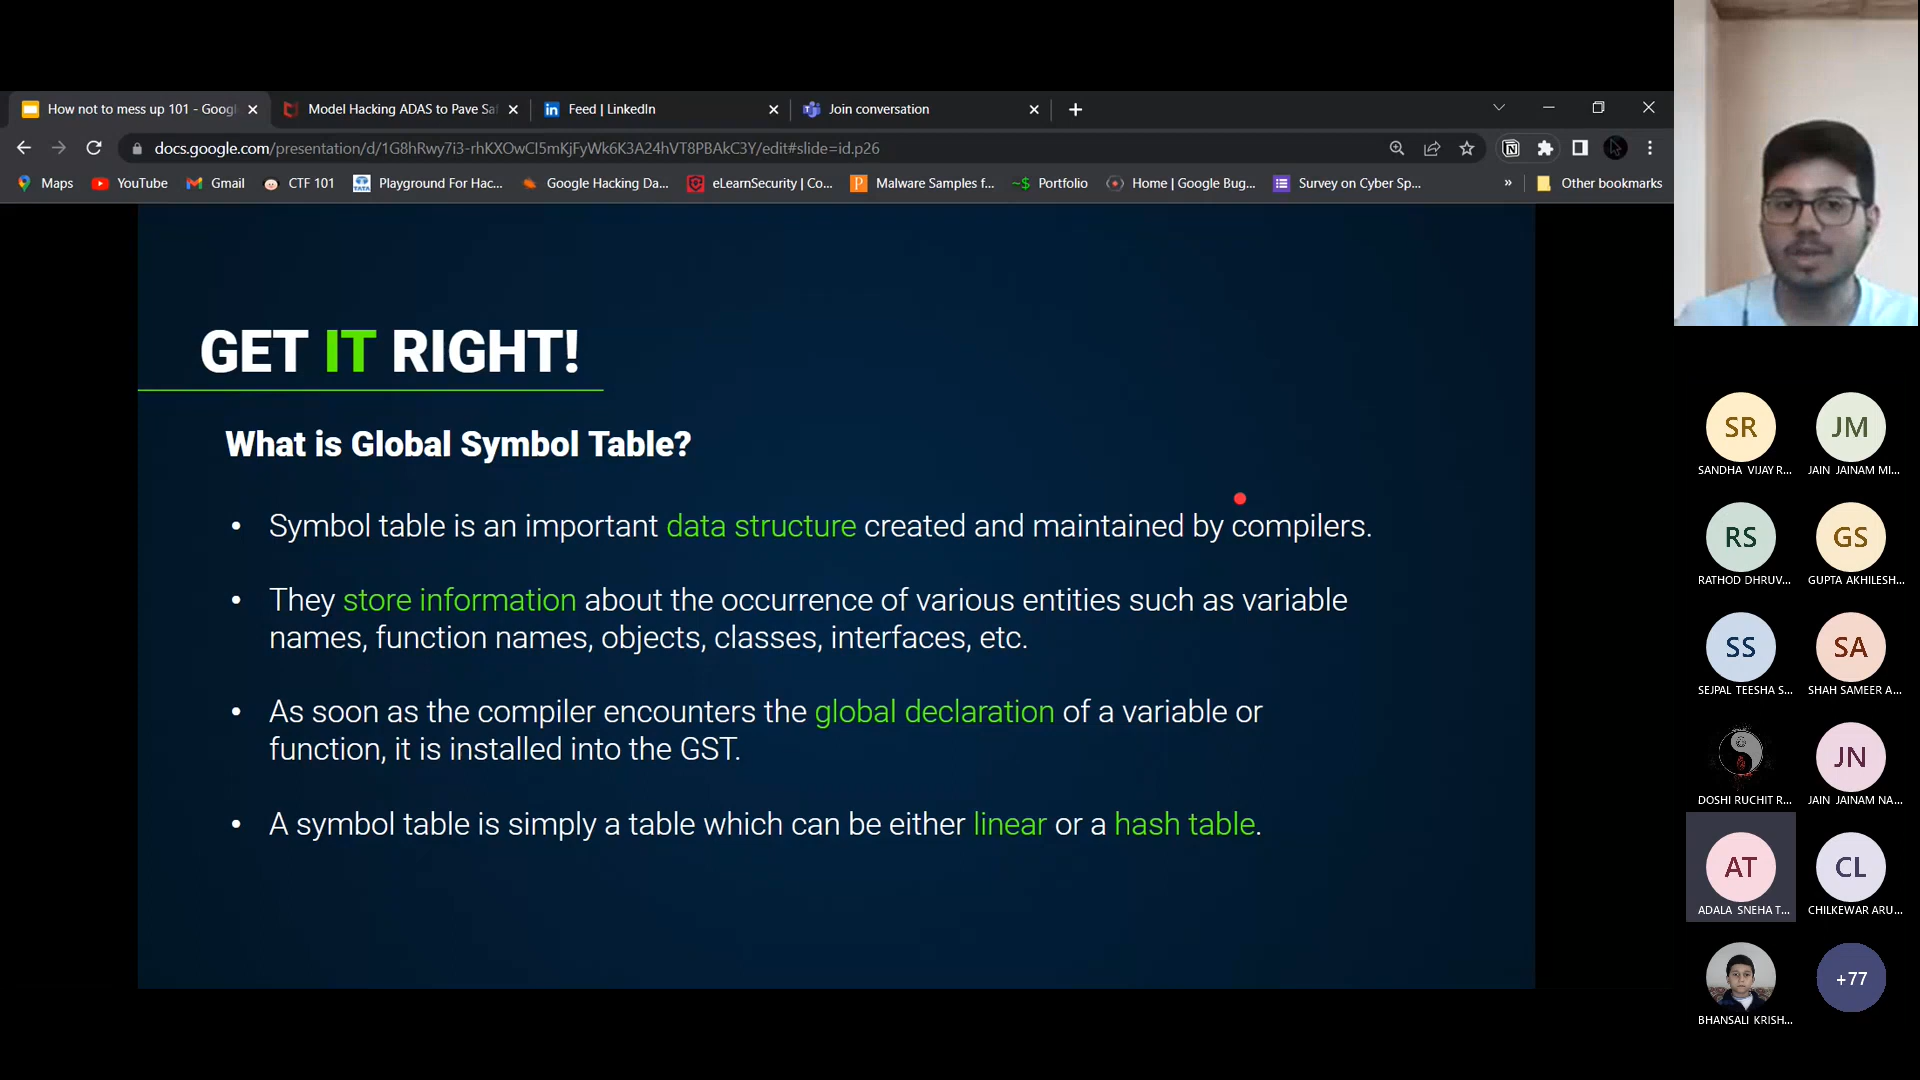 How not to mess up 101 - Goog
Model Hacking ADAS to Pave Sa
Feed | LinkedIn
Join conversation
docs.google.com/presentation/d/1G8hRwy7i3-rhKXOwCI5mKjFyWk6K3A24hVT8PBAkC3Y/edit#slide=id.p26
Maps
YouTube
Gmail
CTF 101
Playground For Hac...
Google Hacking Da...
eLearnSecurity | Co...
Malware Samples f...
~$ Portfolio
Home | Google Bug...
Survey on Cyber Sp...
»
Other bookmarks
GET IT RIGHT!
What is Global Symbol Table?
• Symbol table is an important data structure created and maintained by compilers.
• They store information about the occurrence of various entities such as variable
names, function names, objects, classes, interfaces, etc.
• As soon as the compiler encounters the global declaration of a variable or
function, it is installed into the GST.
• A symbol table is simply a table which can be either linear or a hash table.
SR
SANDHA VIJAY R...
JM
JAIN JAINAM MI...
RS
RATHOD DHRUV...
GS
GUPTA AKHILESH...
SS
SEJPAL TEESHA S...
SA
SHAH SAMEER A...
DOSHI RUCHIT R...
JN
JAIN JAINAM NA...
AT
ADALA SNEHA T...
CL
CHILKEWAR ARU...
BHANSALI KRISH...
+77